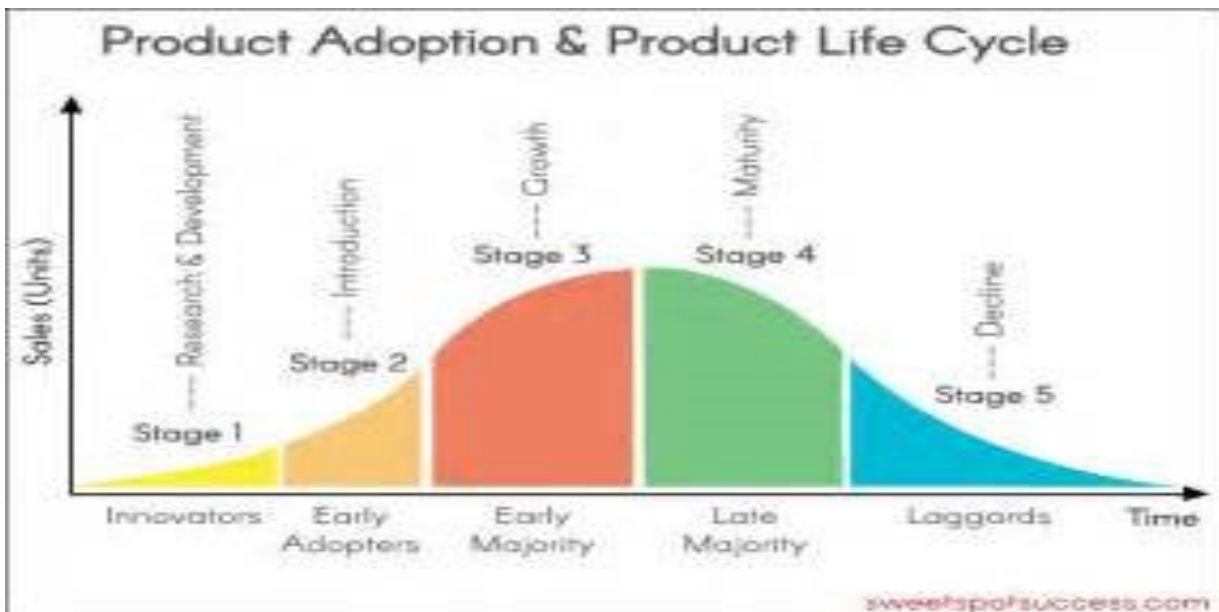 Product Adoption & Product Life Cycle
Sales (Units)
---- Research & Development
Stage 1
---- Introduction
Stage 2
---- Growth
Stage 3
---- Maturity
Stage 4
---- Decline
Stage 5
Innovators
Early
Adopters
Early
Majority
Late
Majority
Laggards
Time
sweetspotsuccess.com